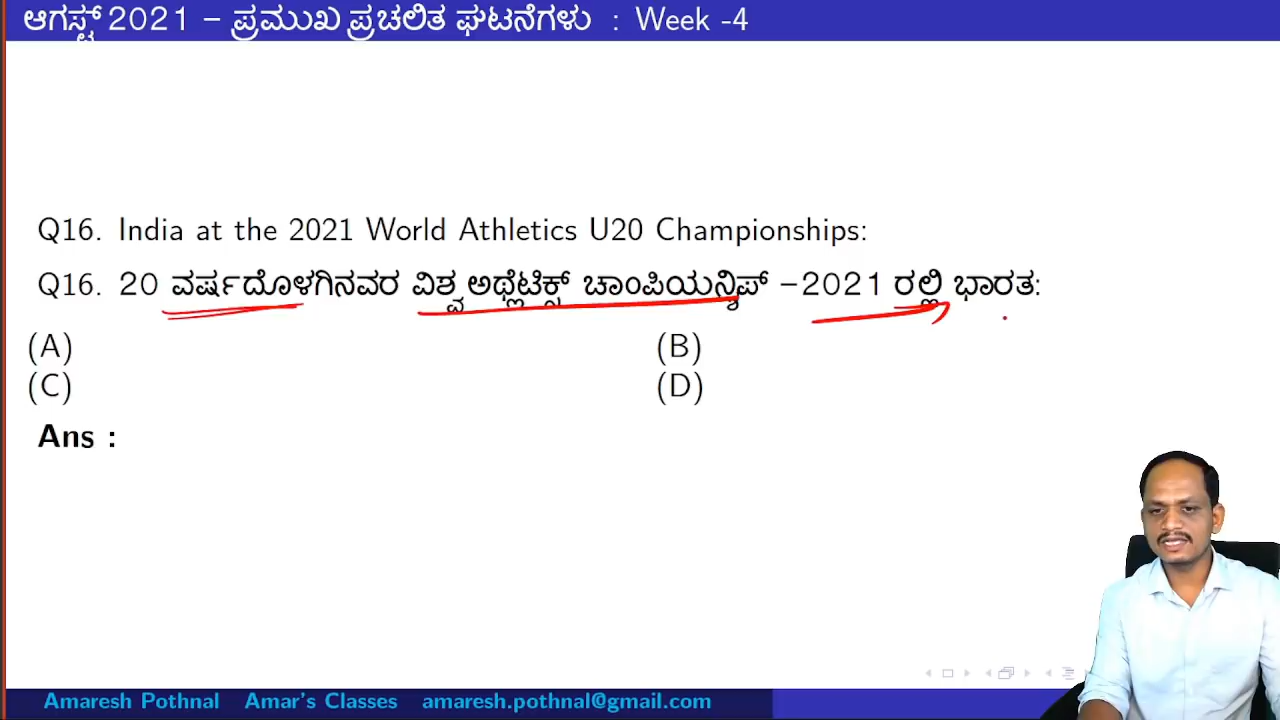 ಆಗಸ್ಟ್ 2021 – ಪ್ರಮುಖ ಪ್ರಚಲಿತ ಘಟನೆಗಳು : Week -4
Q16. India at the 2021 World Athletics U20 Championships:
Q16. 20 ವರ್ಷದೊಳಗಿನವರ ವಿಶ್ವ ಅಥ್ಲೆಟಿಕ್ಸ್ ಚಾಂಪಿಯನ್ಶಿಪ್ –2021 ರಲ್ಲಿ ಭಾರತ:
(A) (B)
(C) (D)
Ans :
Amaresh Pothnal Amar's Classes amaresh.pothnal@gmail.com